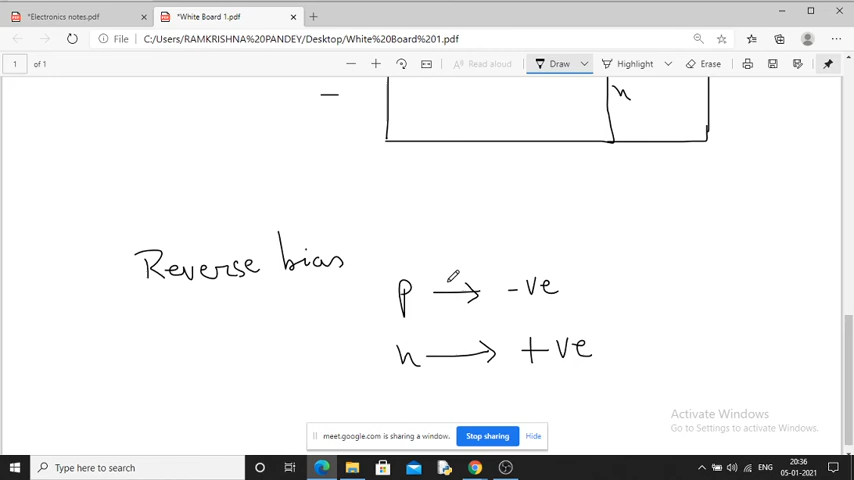 *Electronics notes.pdf
*White Board 1.pdf
File
C:/Users/RAMKRISHNA%20PANDEY/Desktop/White%20Board%201.pdf
1 of 1
Read aloud
Draw
Highlight
Erase
n
Reverse bias
p → -ve
n → +ve
Activate Windows
Go to Settings to activate Windows.
meet.google.com is sharing a window.
Stop sharing
Hide
Type here to search
ENG
20:36
05-01-2021